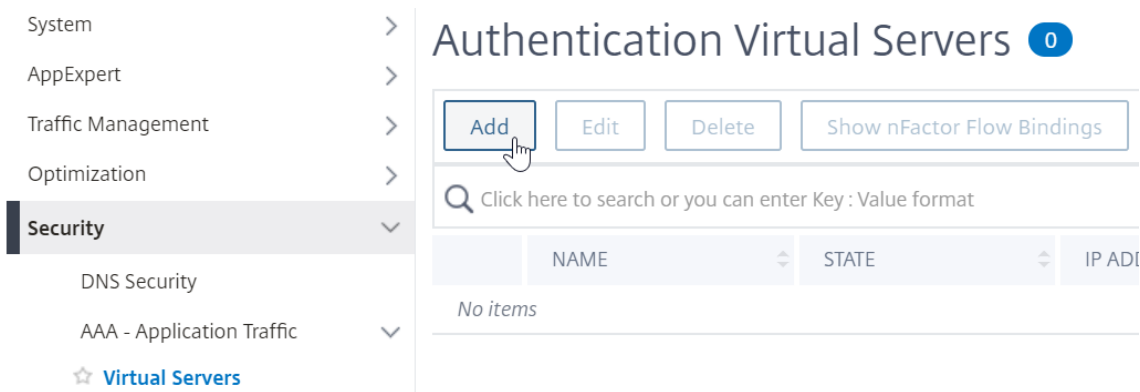 System
AppExpert
Traffic Management
Optimization
Security
DNS Security
AAA - Application Traffic
Virtual Servers
Authentication Virtual Servers 0
Add Edit Delete Show nFactor Flow Bindings
Click here to search or you can enter Key : Value format
NAME STATE IP ADD
No items